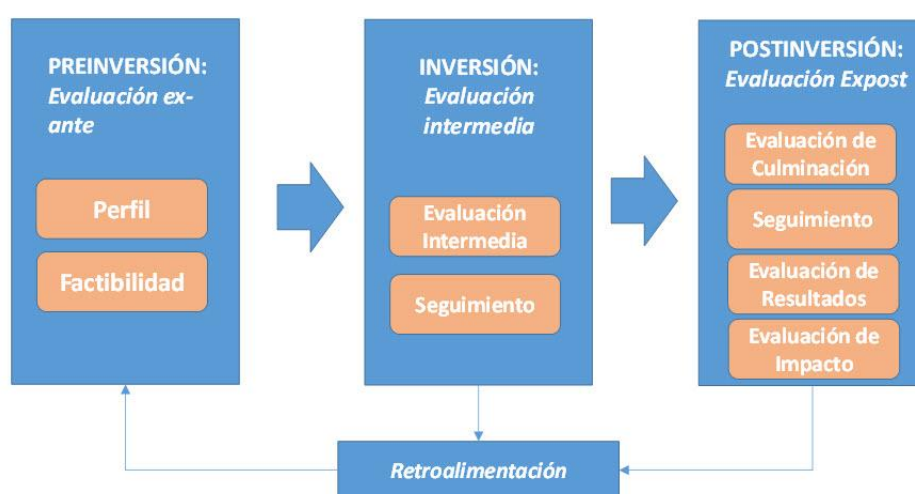 PREINVERSIÓN:
Evaluación ex-
ante
Perfil
Factibilidad
INVERSIÓN:
Evaluación
intermedia
Evaluación
Intermedia
Seguimiento
POSTINVERSIÓN:
Evaluación Expost
Evaluación de
Culminación
Seguimiento
Evaluación de
Resultados
Evaluación de
Impacto
Retroalimentación